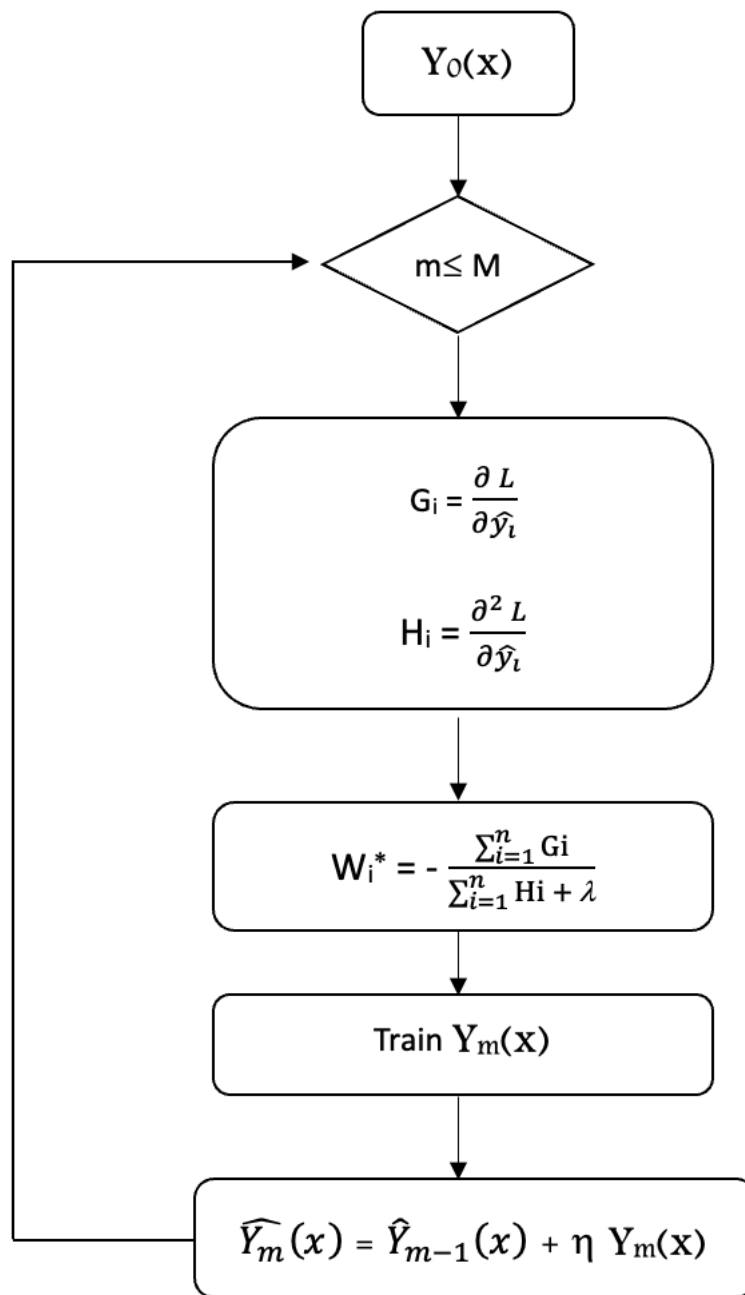 Y₀(x)
m≤ M
Gᵢ = ∂ L / ∂ŷᵢ
Hᵢ = ∂² L / ∂ŷᵢ
Wᵢ* = - ∑ⁿᵢ₌₁ Gi / ∑ⁿᵢ₌₁ Hi + λ
Train Yₘ(x)
Ŷₘ(x) = Ŷₘ₋₁(x) + η Yₘ(x)